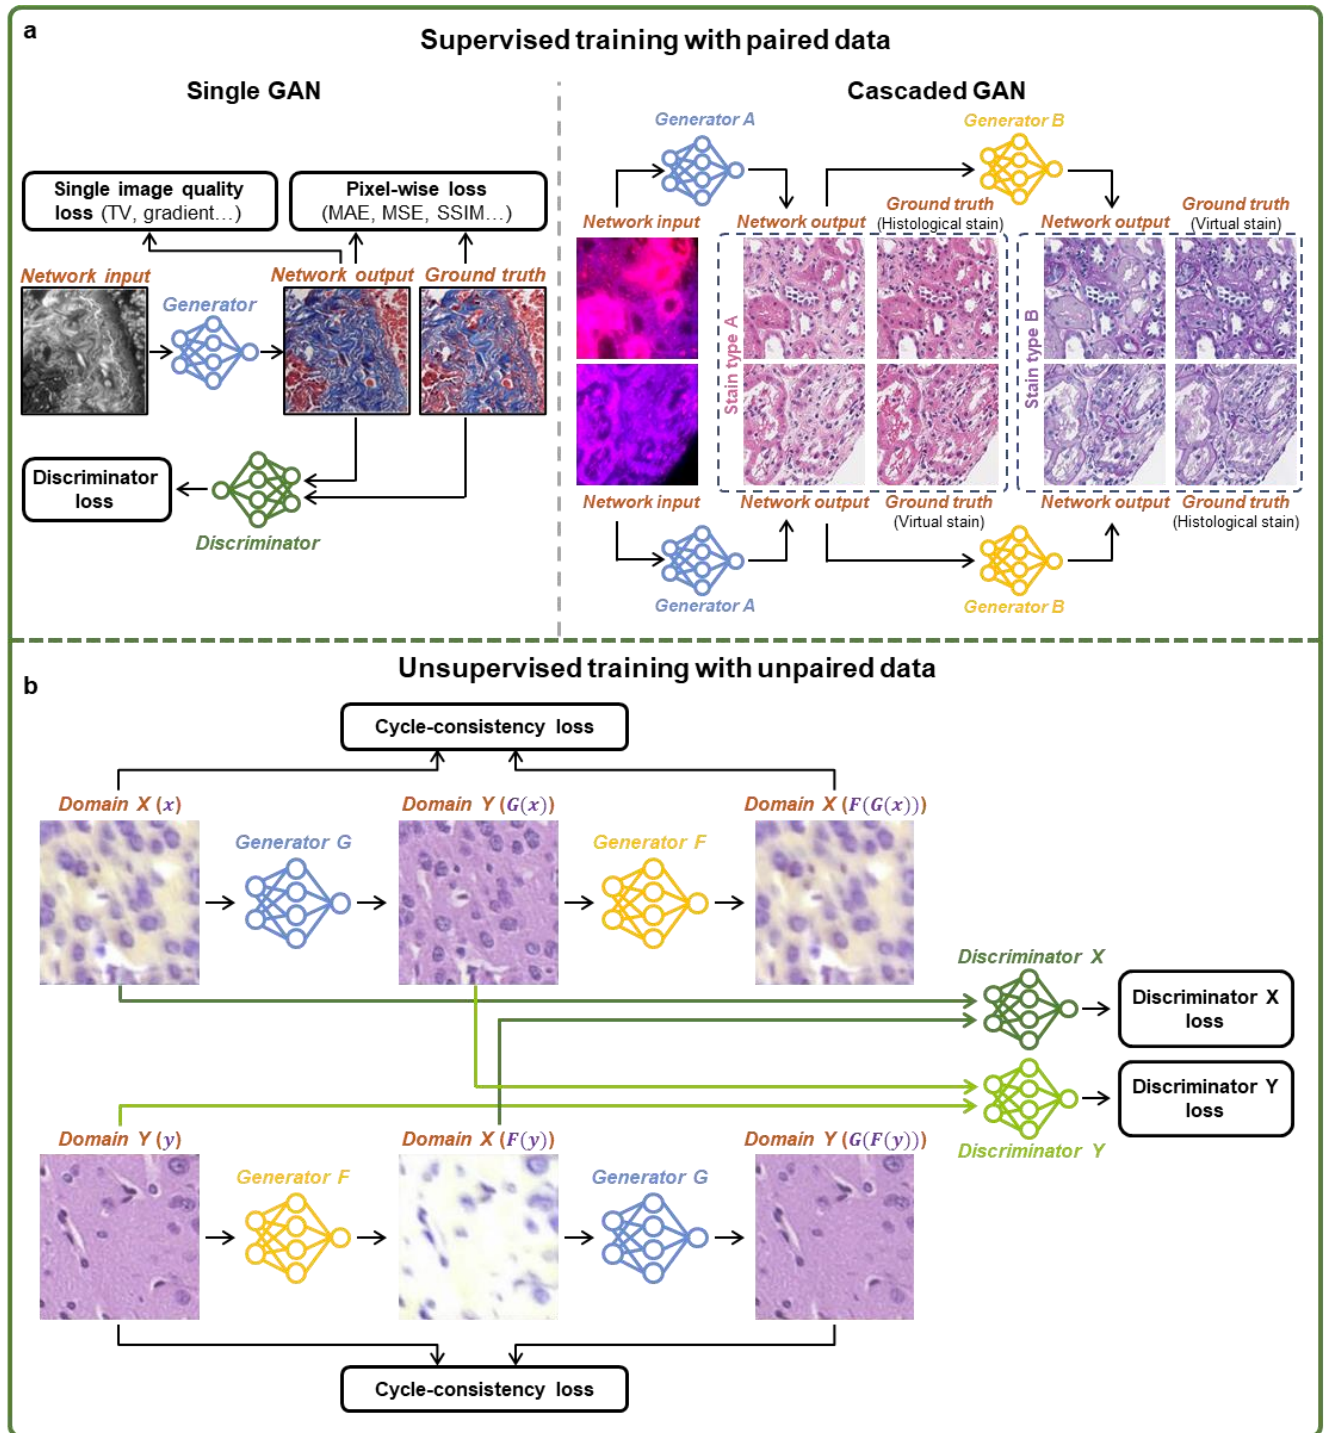 a
Supervised training with paired data
Single GAN
Single image quality
loss (TV, gradient...)
Pixel-wise loss
(MAE, MSE, SSIM...)
Network input
Generator
Network output
Ground truth
Discriminator
loss
Discriminator
Cascaded GAN
Generator A
Generator B
Network input
Network output
Ground truth
(Histological stain)
Network output
Ground truth
(Virtual stain)
Stain type A
Stain type B
Network input
Network output
Ground truth
(Virtual stain)
Network output
Ground truth
(Histological stain)
Generator A
Generator B
b
Unsupervised training with unpaired data
Cycle-consistency loss
Domain X (x)
Generator G
Domain Y (G(x))
Generator F
Domain X (F(G(x)))
Discriminator X
Discriminator X
loss
Discriminator Y
loss
Discriminator Y
Domain Y (y)
Generator F
Domain X (F(y))
Generator G
Domain Y (G(F(y)))
Cycle-consistency loss